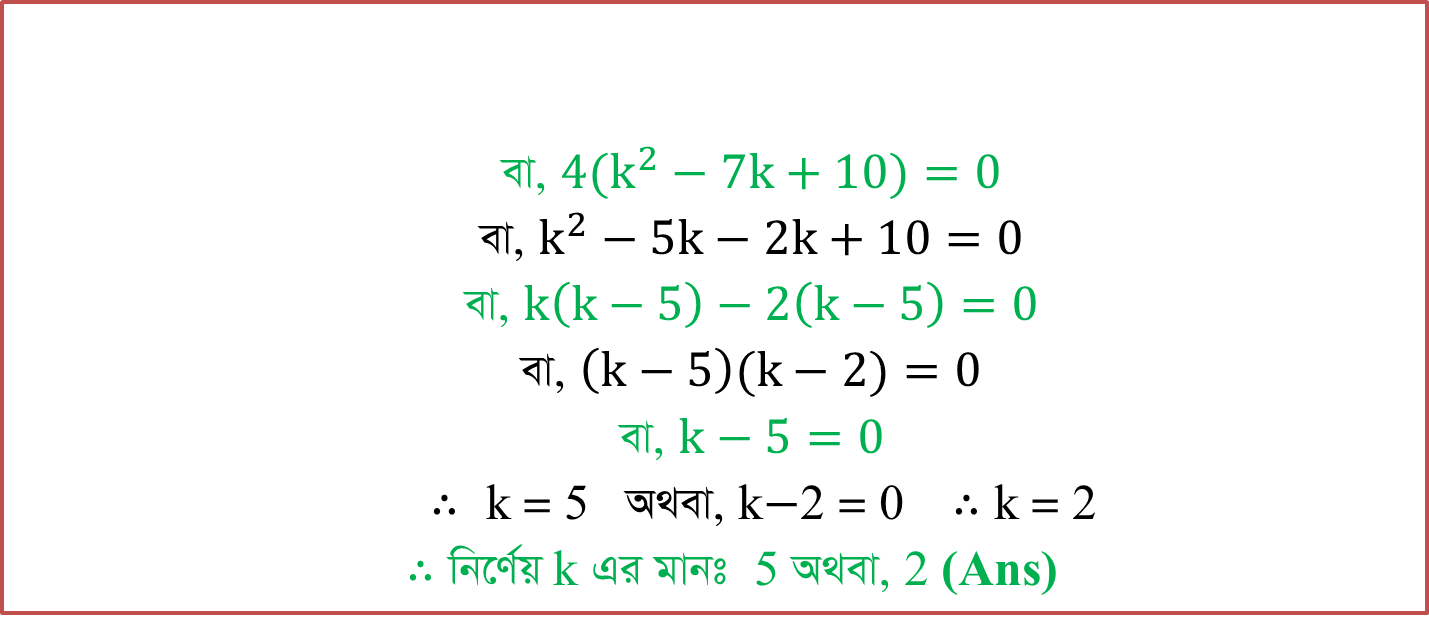 বা, 4(k² − 7k + 10) = 0
বা, k² − 5k − 2k + 10 = 0
বা, k(k − 5) − 2(k − 5) = 0
বা, (k − 5)(k − 2) = 0
বা, k − 5 = 0
∴ k = 5 অথবা, k−2 = 0 ∴ k = 2
∴ নির্ণেয় k এর মানঃ 5 অথবা, 2 (Ans)